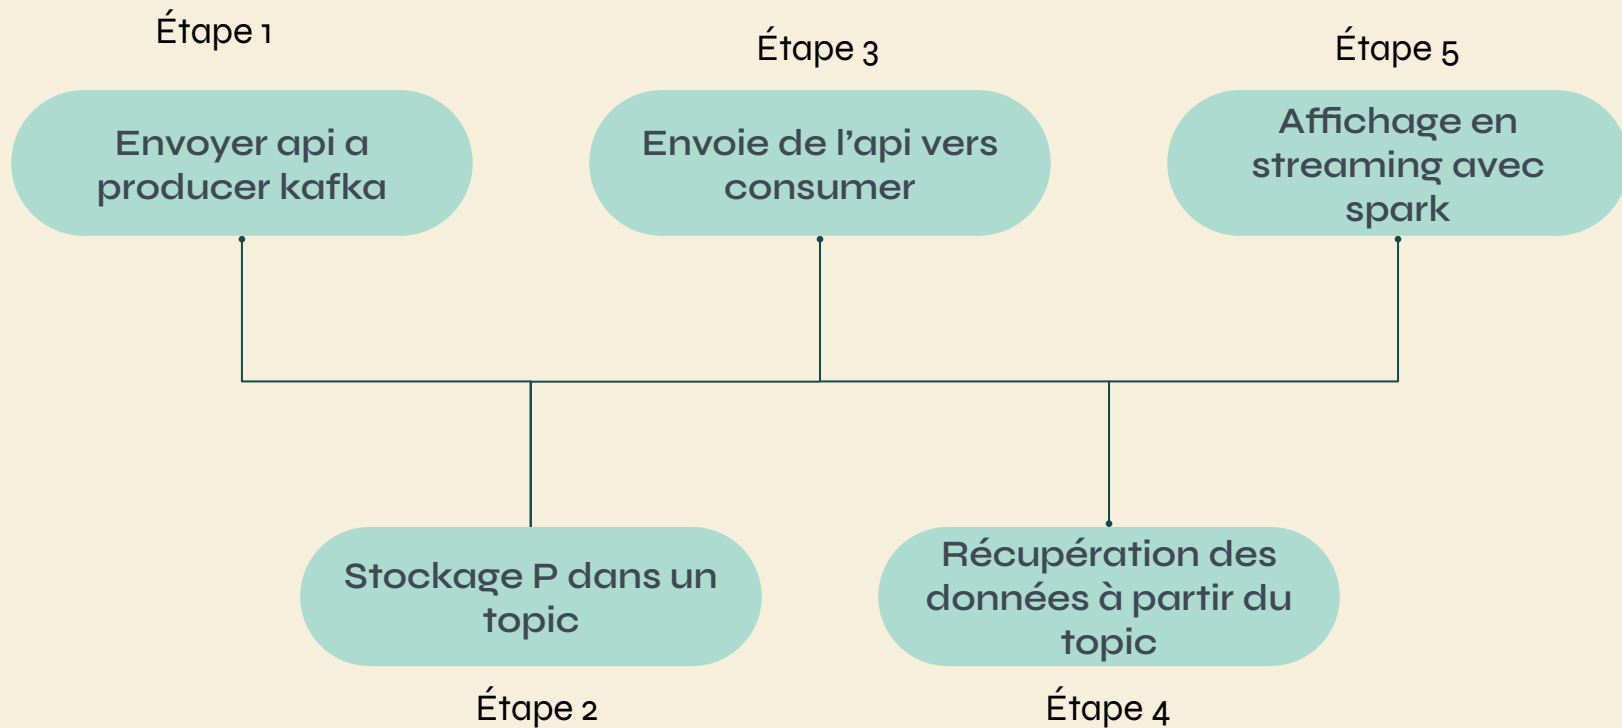 Étape 1
Envoyer api a
producer kafka
Stockage P dans un
topic
Étape 2
Étape 3
Envoie de l’api vers
consumer
Récupération des
données à partir du
topic
Étape 4
Étape 5
Affichage en
streaming avec
spark